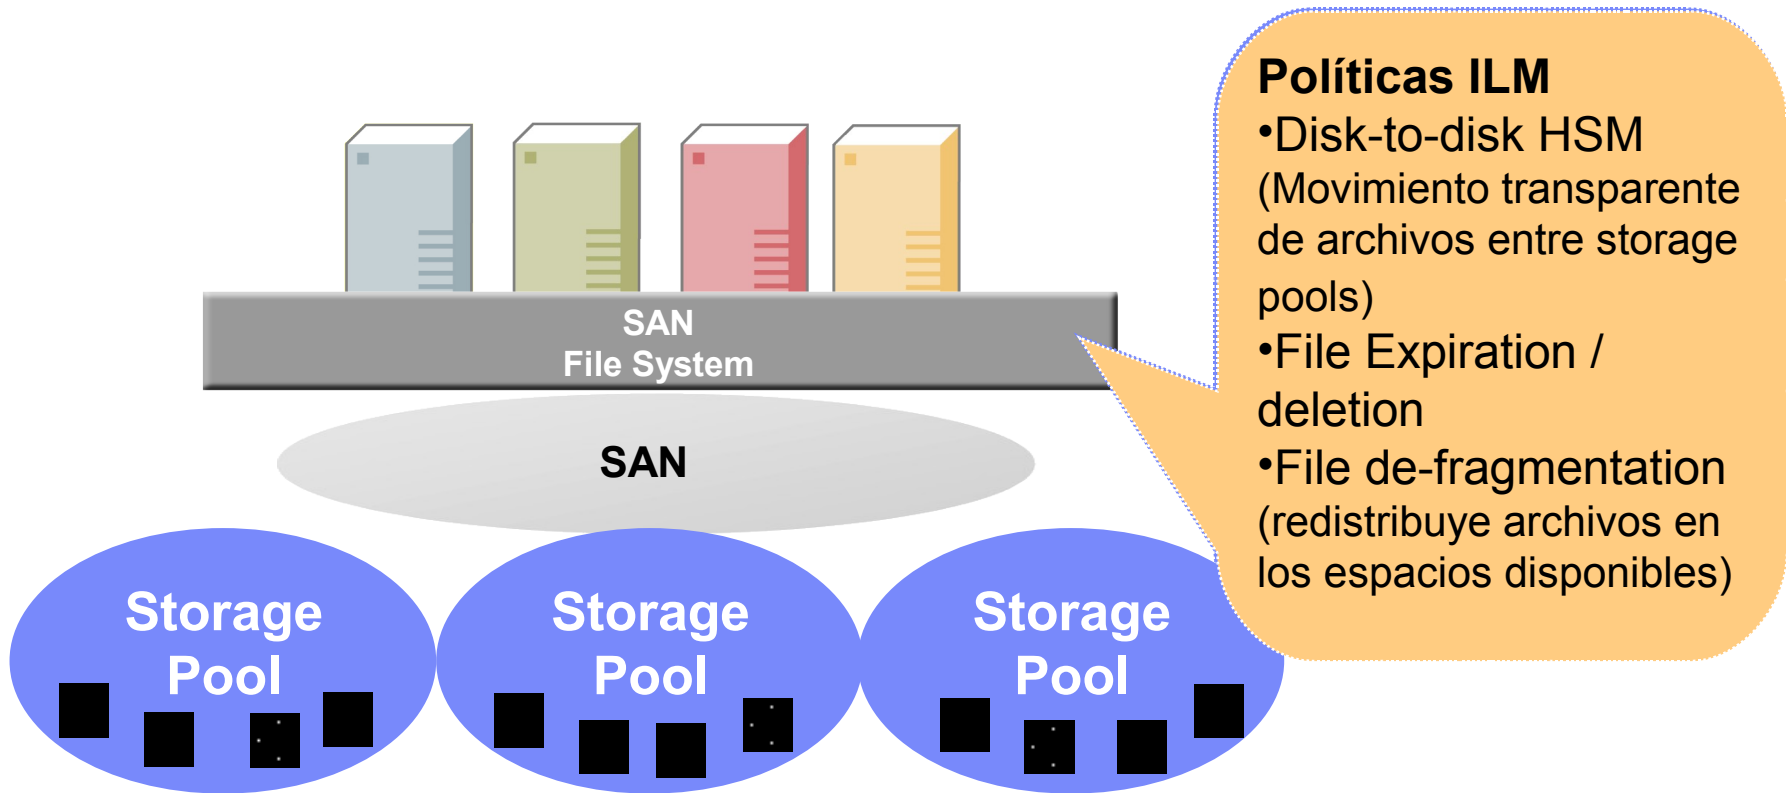 Políticas ILM
•Disk-to-disk HSM
(Movimiento transparente
de archivos entre storage
pools)
•File Expiration /
deletion
•File de-fragmentation
(redistribuye archivos en
los espacios disponibles)
SAN
File System
SAN
Storage
Pool
Storage
Pool
Storage
Pool